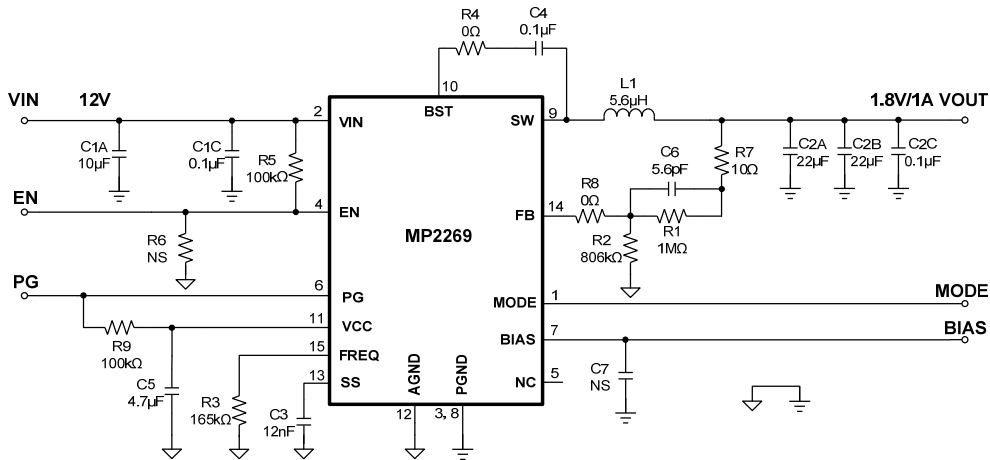 R4
0Ω
C4
0.1µF
10
BST
VIN
12V
2
VIN
SW
9
L1
5.6µH
1.8V/1A VOUT
C1A
10µF
C1C
0.1µF
R5
100kΩ
C6
5.6pF
R7
10Ω
C2A
22µF
C2B
22µF
C2C
0.1µF
EN
4
EN
R8
0Ω
FB
14
R6
NS
MP2269
R2
806kΩ
R1
1MΩ
PG
6
PG
MODE
1
MODE
11
VCC
BIAS
7
BIAS
R9
100kΩ
15
FREQ
C7
NS
C5
4.7µF
R3
165kΩ
13
SS
AGND
PGND
NC
5
C3
12nF
12
3, 8